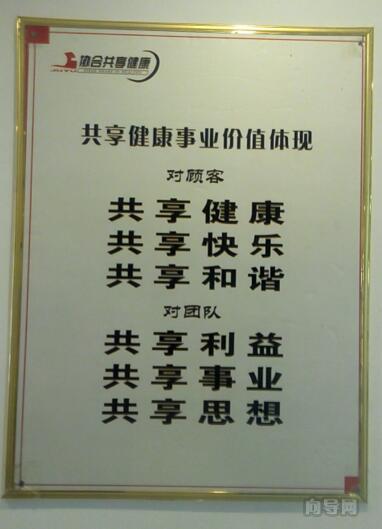 协合共享健康
共享健康事业价值体现
对顾客
共享健康
共享快乐
共享和谐
对团队
共享利益
共享事业
共享思想
向导网